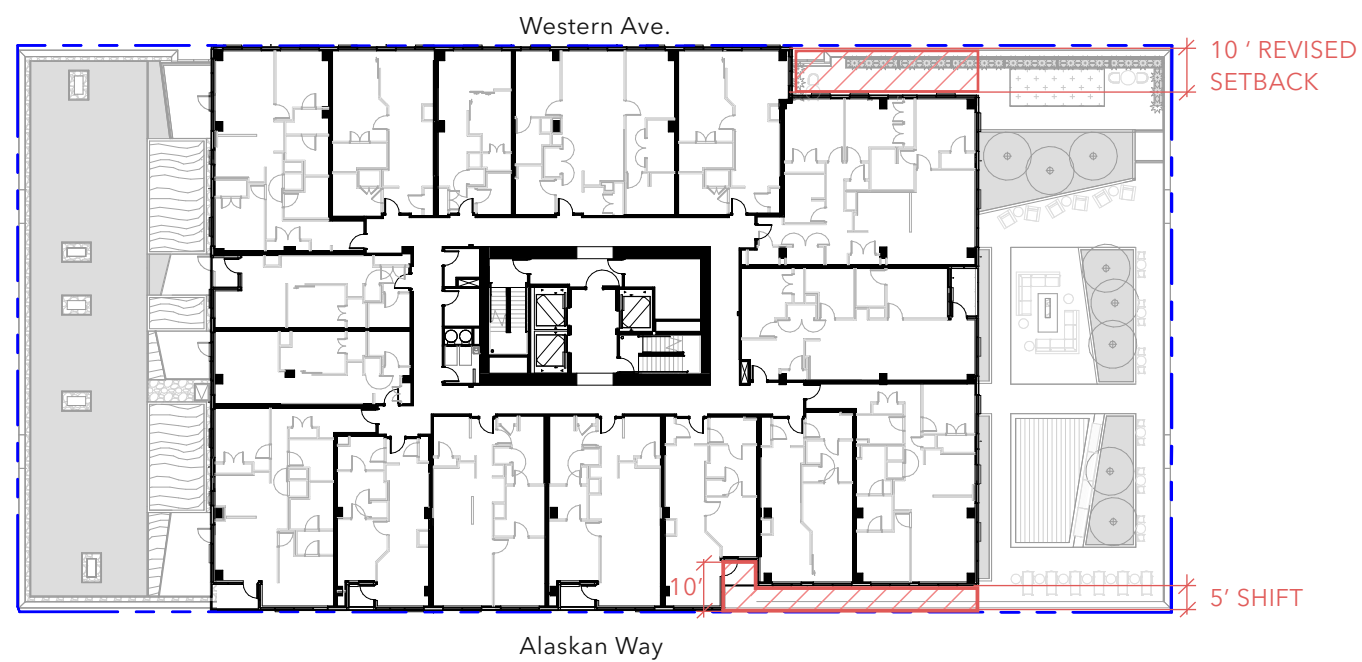 Western Ave.
10 ‘ REVISED
SETBACK
10’
5’ SHIFT
Alaskan Way